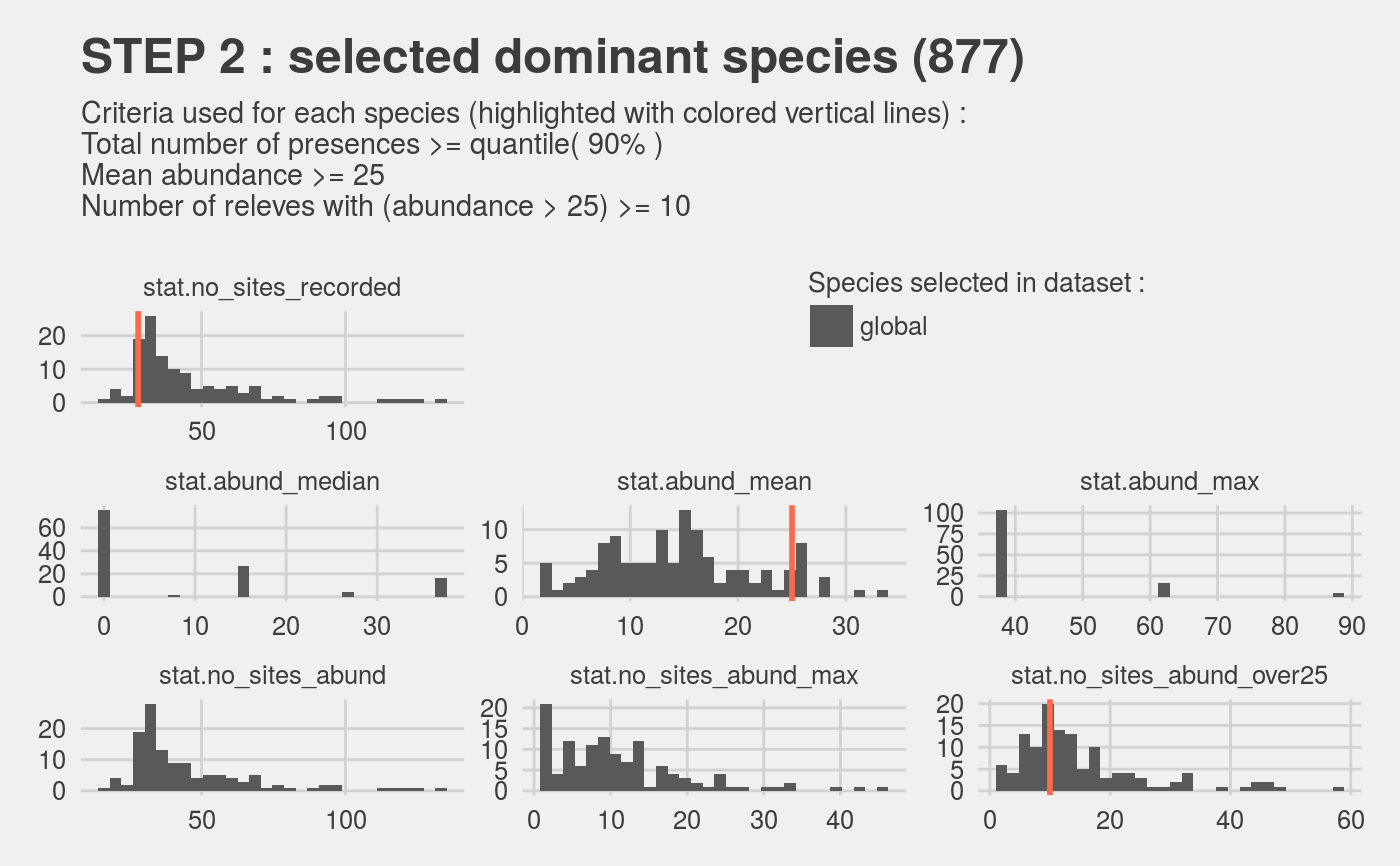 STEP 2 : selected dominant species (877)
Criteria used for each species (highlighted with colored vertical lines) :
Total number of presences >= quantile( 90% )
Mean abundance >= 25
Number of releves with (abundance > 25) >= 10
Species selected in dataset :
global
stat.no_sites_recorded
20
10
0
50 100
stat.abund_median
60
40
20
0
0 10 20 30
stat.abund_mean
10
5
0
0 10 20 30
stat.abund_max
100
75
50
25
0
40 50 60 70 80 90
stat.no_sites_abund
20
10
0
50 100
stat.no_sites_abund_max
20
15
10
5
0
0 10 20 30 40
stat.no_sites_abund_over25
20
15
10
5
0
0 20 40 60